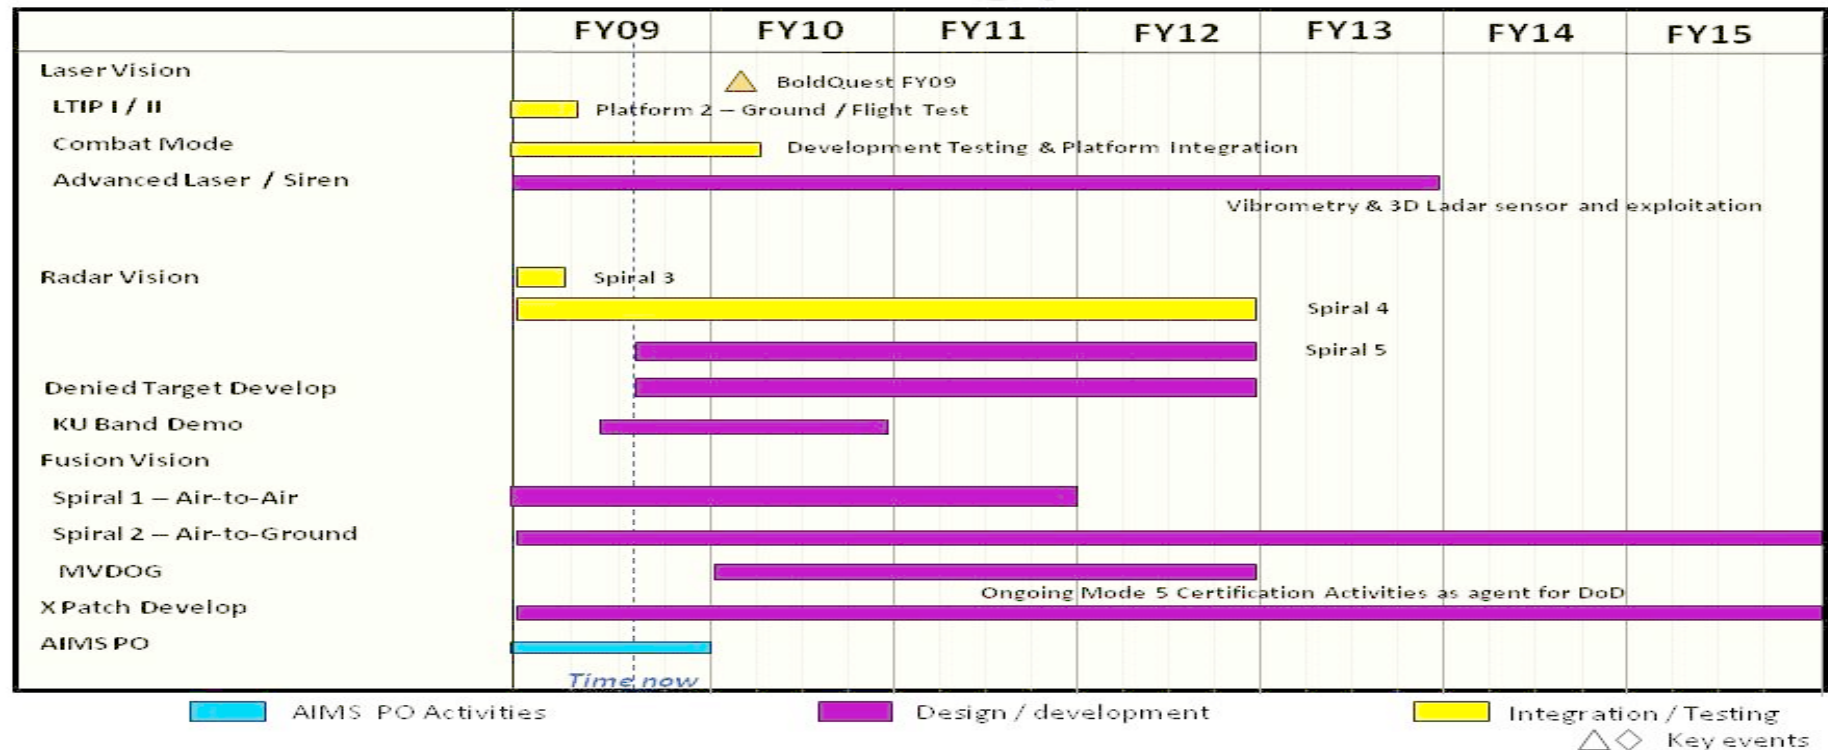 FY09 FY10 FY11 FY12 FY13 FY14 FY15
Laser Vision
BoldQuest FY09
LTIP I / II
Platform 2 – Ground / Flight Test
Combat Mode
Development Testing & Platform Integration
Advanced Laser / Siren
Vibrometry & 3D Ladar sensor and exploitation
Radar Vision
Spiral 3
Spiral 4
Spiral 5
Denied Target Develop
KU Band Demo
Fusion Vision
Spiral 1 – Air-to-Air
Spiral 2 – Air-to-Ground
MVDOG
Ongoing Mode 5 Certification Activities as agent for DoD
X Patch Develop
AIMS PO
Time now
AIMS PO Activities
Design / development
Integration / Testing
Key events